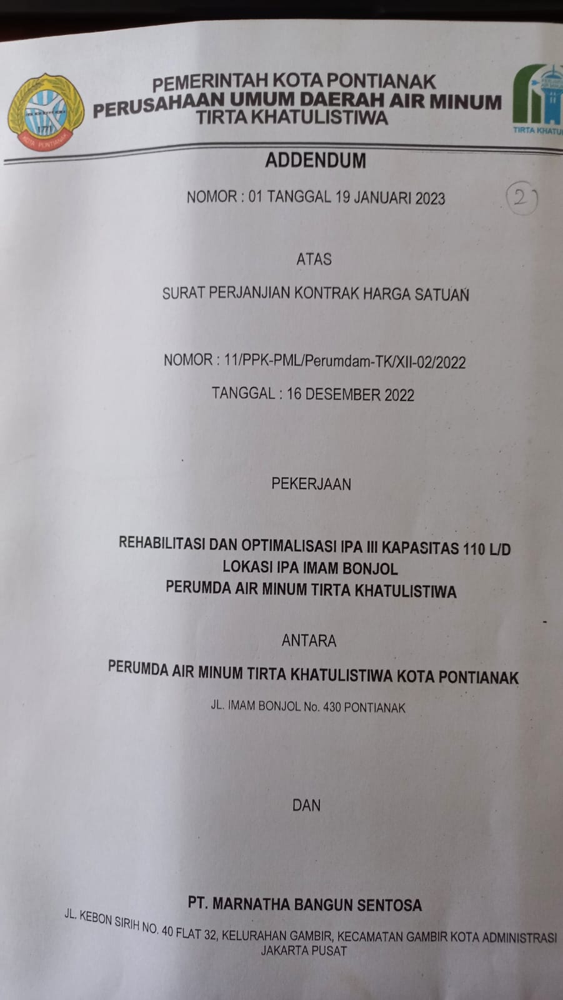 PEMERINTAH KOTA PONTIANAK
PERUSAHAAN UMUM DAERAH AIR MINUM
TIRTA KHATULISTIWA
1771
KOTA PONTIANAK
TIRTA KHATU
ADDENDUM
NOMOR : 01 TANGGAL 19 JANUARI 2023
2
ATAS
SURAT PERJANJIAN KONTRAK HARGA SATUAN
NOMOR : 11/PPK-PML/Perumdam-TK/XII-02/2022
TANGGAL : 16 DESEMBER 2022
PEKERJAAN
REHABILITASI DAN OPTIMALISASI IPA III KAPASITAS 110 L/D
LOKASI IPA IMAM BONJOL
PERUMDA AIR MINUM TIRTA KHATULISTIWA
ANTARA
PERUMDA AIR MINUM TIRTA KHATULISTIWA KOTA PONTIANAK
JL. IMAM BONJOL No. 430 PONTIANAK
DAN
PT. MARNATHA BANGUN SENTOSA
JL. KEBON SIRIH NO. 40 FLAT 32, KELURAHAN GAMBIR, KECAMATAN GAMBIR KOTA ADMINISTRASI
JAKARTA PUSAT